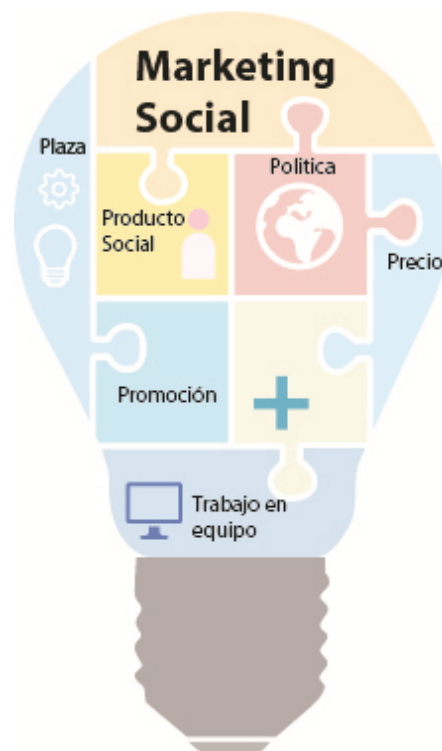 Marketing
Social
Plaza
Politica
Producto
Social
Precio
Promoción
Trabajo en
equipo